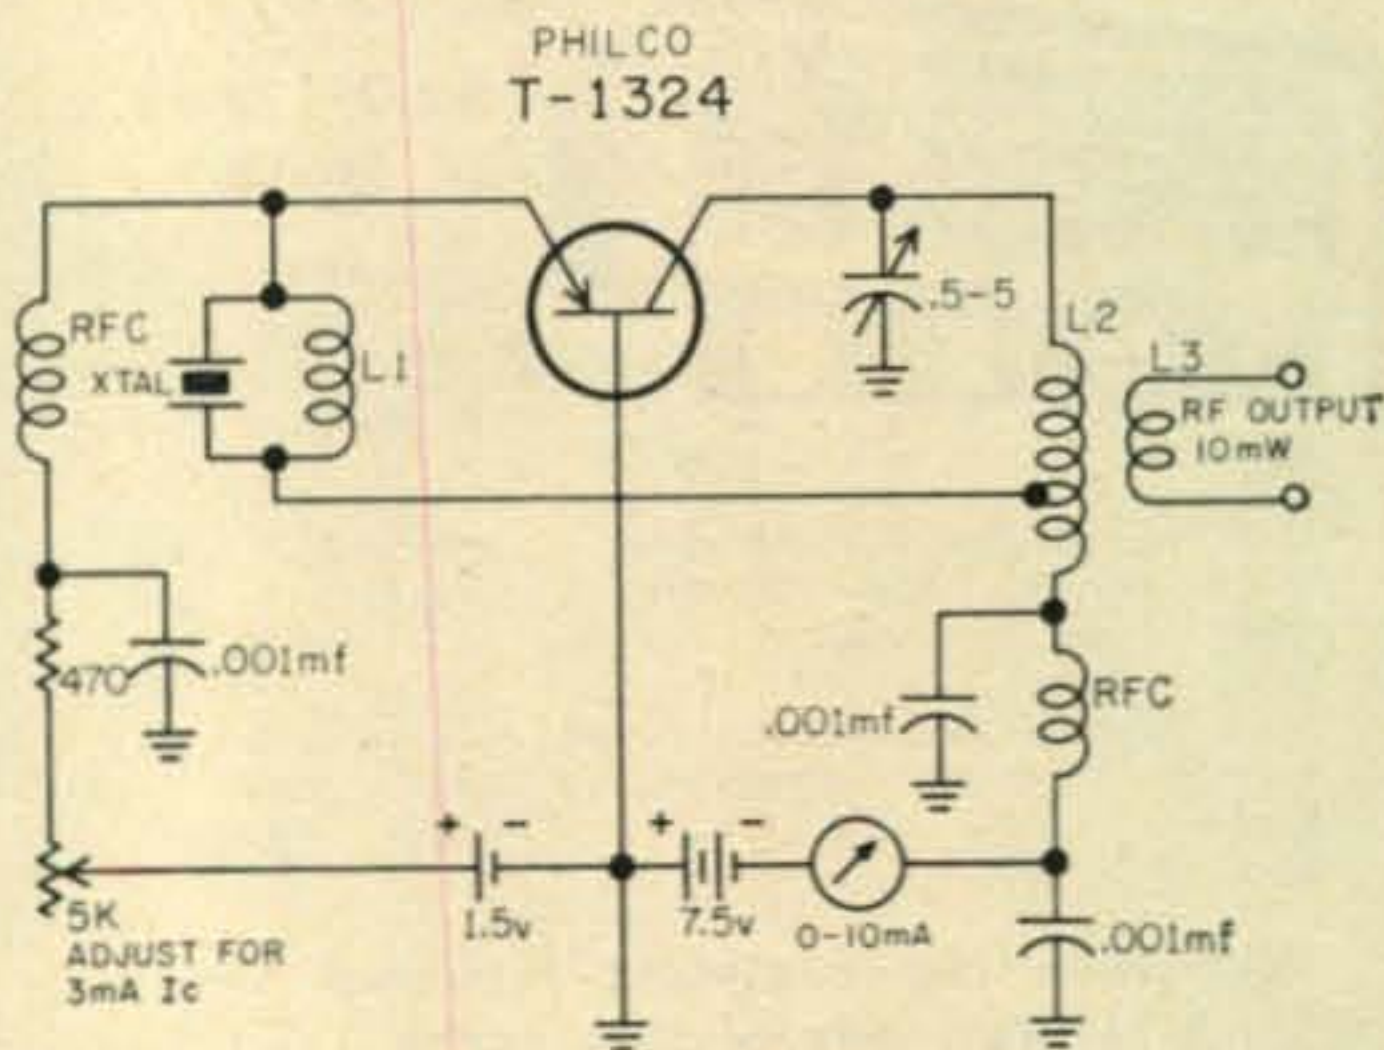 PHILCO
T-1324
RFC
XTAL
L1
.5-5
L2
L3
RF OUTPUT
10mW
470
.001mf
.001mf
RFC
+ -
+ -
1.5v
7.5v
0-10mA
.001mf
5K
ADJUST FOR
3mA Ic